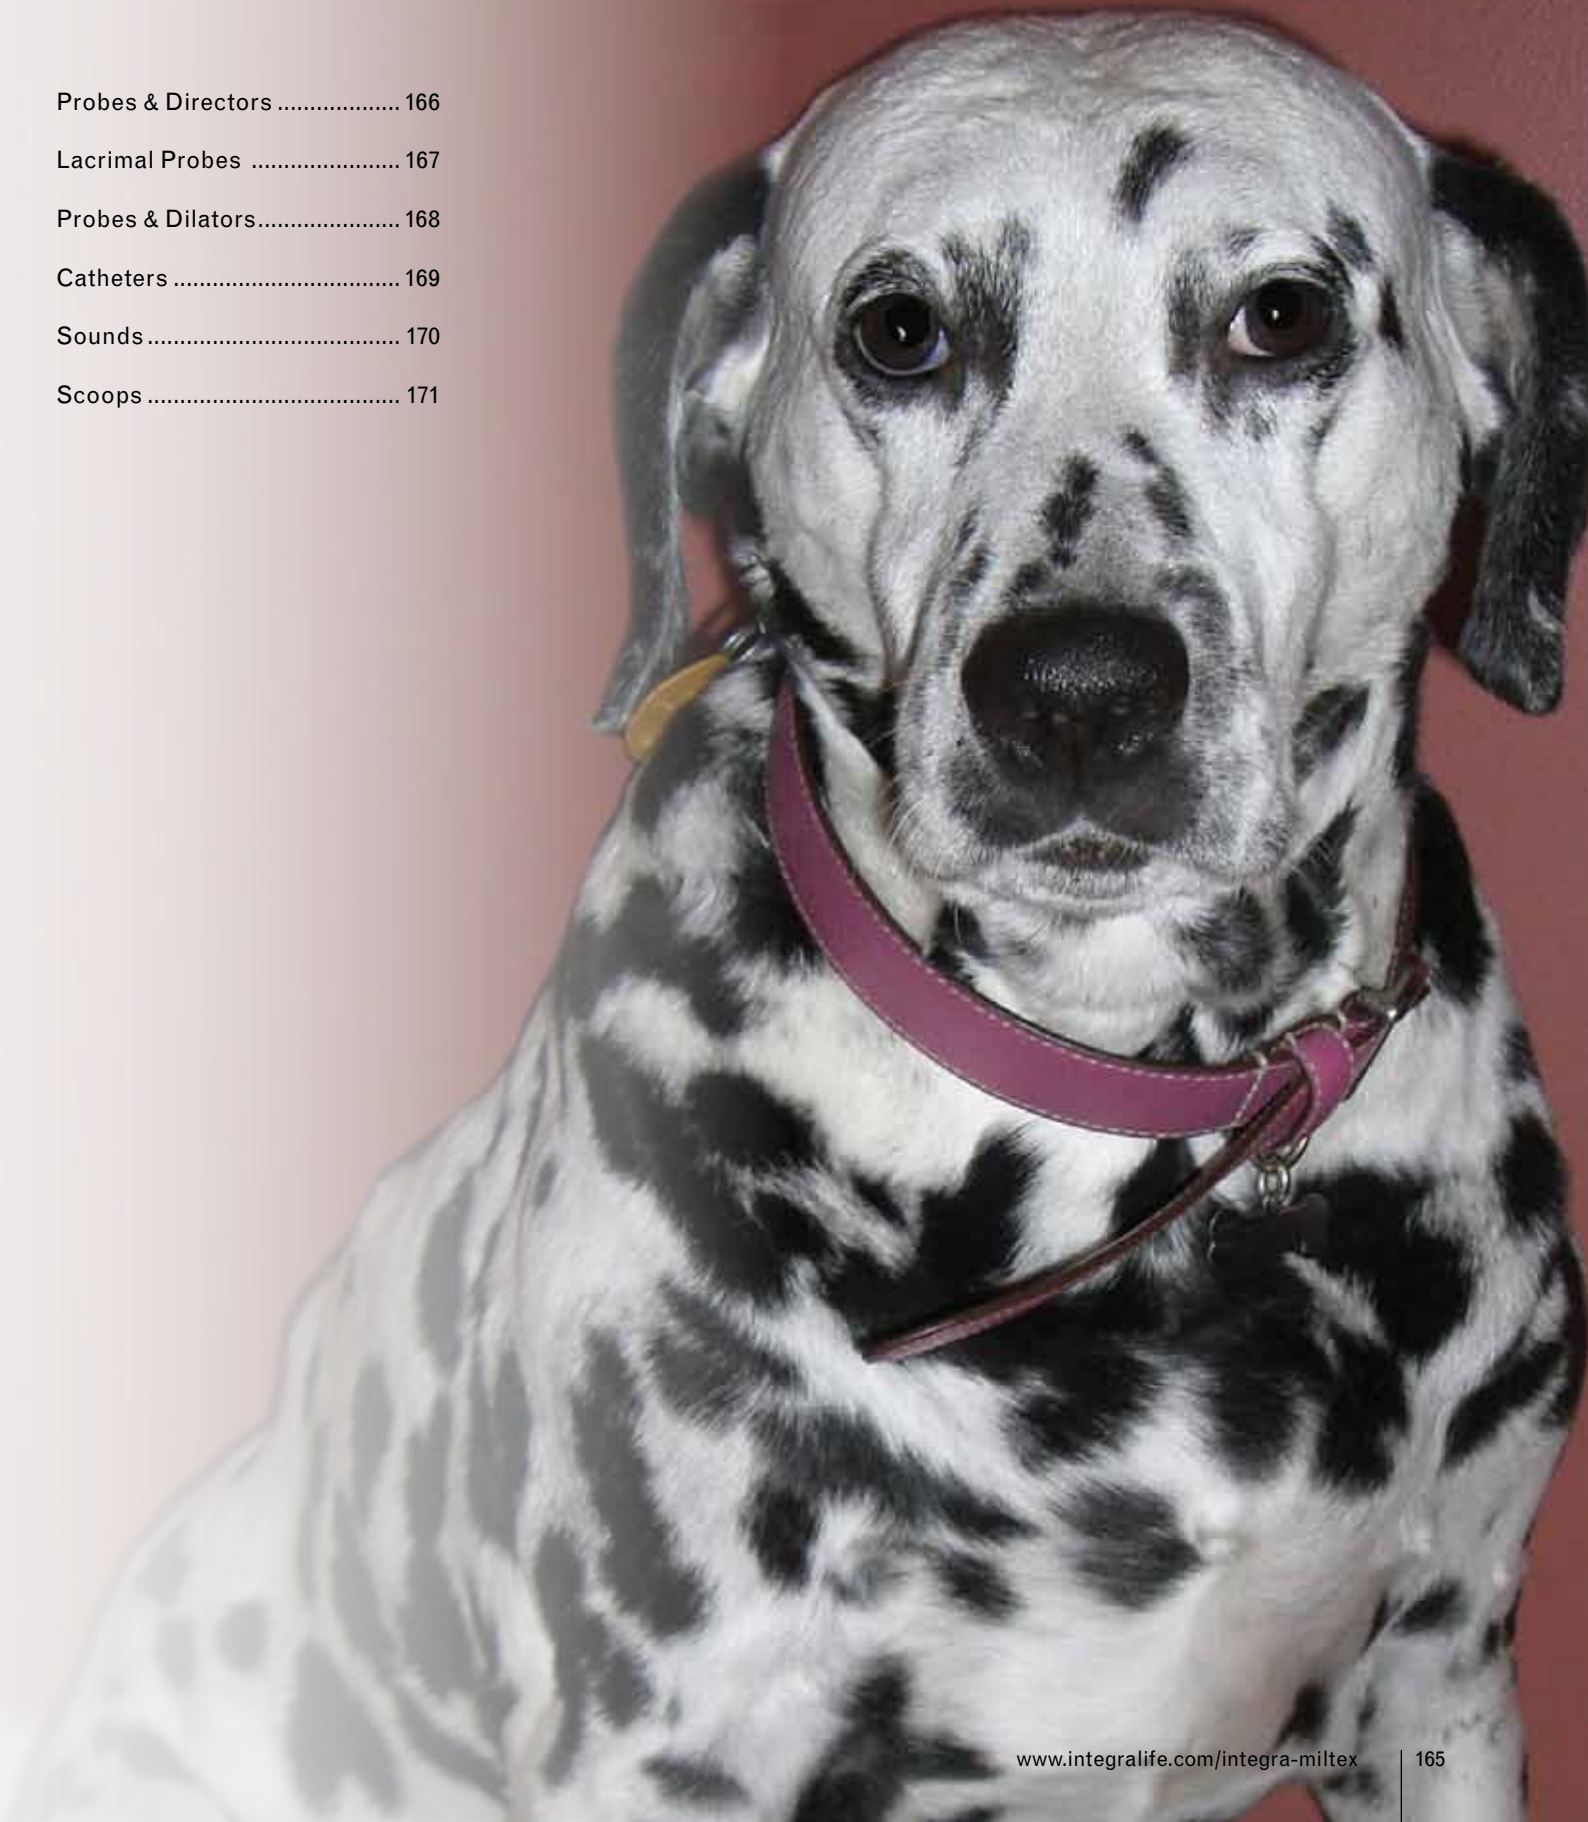 Probes & Directors ................... 166
Lacrimal Probes ....................... 167
Probes & Dilators...................... 168
Catheters ................................... 169
Sounds....................................... 170
Scoops ....................................... 171
www.integralife.com/integra-miltex 165